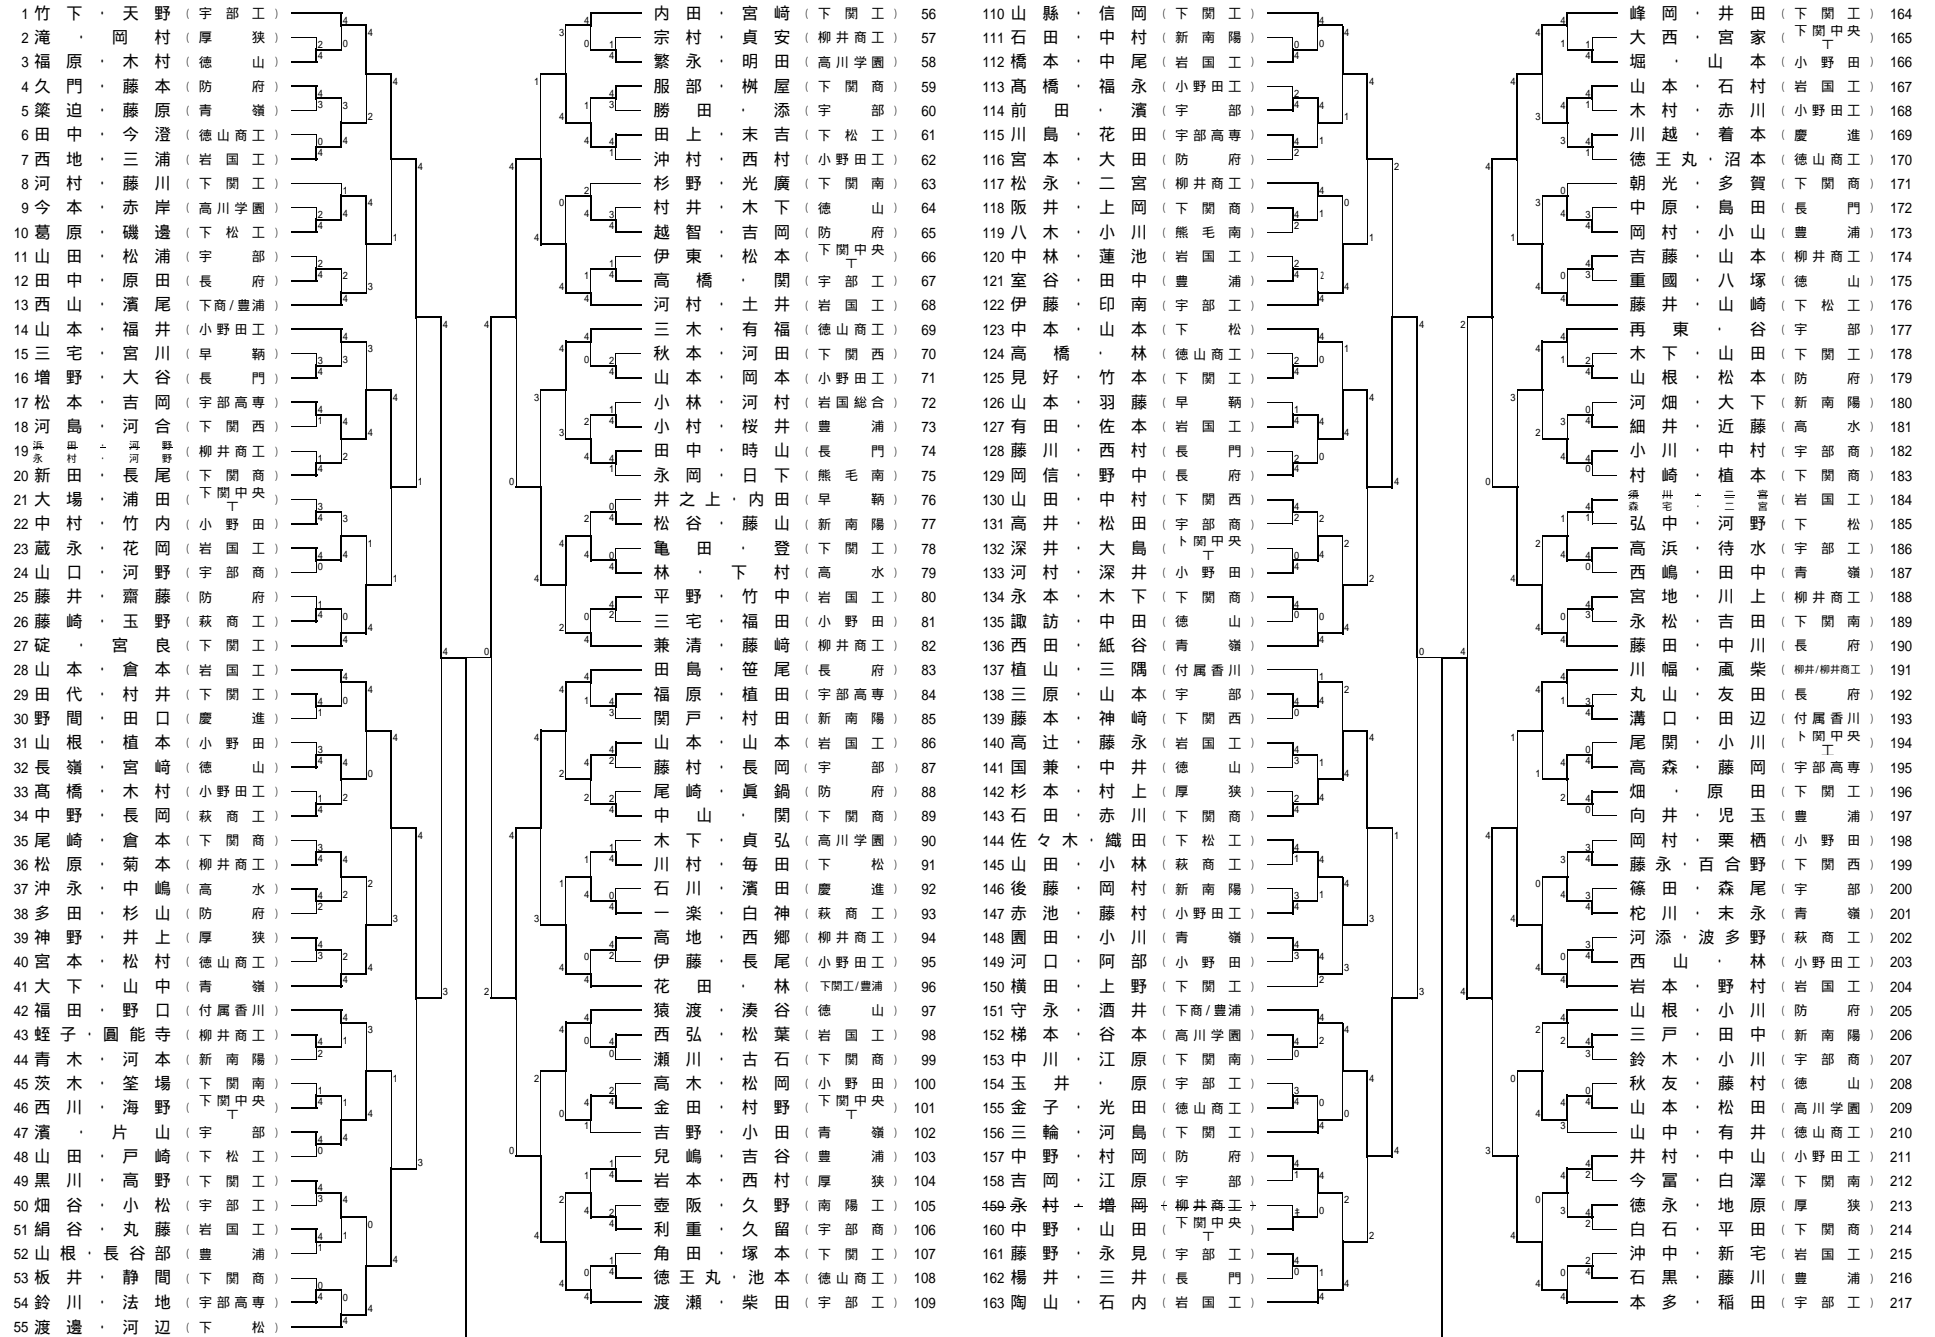 1 竹下・天野 (宇部工)
2 滝・岡村 (厚狭)
3 福原・木村 (徳山)
4 久門・藤本 (防府)
5 簗迫・藤原 (青嶺)
6 田中・今澄 (徳山商工)
7 西地・三浦 (岩国工)
8 河村・藤川 (下関工)
9 今本・赤岸 (高川学園)
10 葛原・磯邊 (下松工)
11 山田・松浦 (宇部)
12 田中・原田 (長府)
13 西山・濱尾 (下商/豊浦)
14 山本・福井 (小野田工)
15 三宅・宮川 (早鞆)
16 増野・大谷 (長門)
17 松本・吉岡 (宇部高専)
18 河島・河合 (下関西)
19 浜田・河野 永村・河野 (柳井商工)
20 新田・長尾 (下関商)
21 大場・浦田 (下関中央工)
22 中村・竹内 (小野田)
23 蔵永・花岡 (岩国工)
24 山口・河野 (宇部商)
25 藤井・齋藤 (防府)
26 藤崎・玉野 (萩商工)
27 碇・宮良 (下関工)
28 山本・倉本 (岩国工)
29 田代・村井 (下関工)
30 野間・田口 (慶進)
31 山根・植本 (小野田)
32 長嶺・宮﨑 (徳山)
33 髙橋・木村 (小野田工)
34 中野・長岡 (萩商工)
35 尾崎・倉本 (下関商)
36 松原・菊本 (柳井商工)
37 沖永・中嶋 (高水)
38 多田・杉山 (防府)
39 神野・井上 (厚狭)
40 宮本・松村 (徳山商工)
41 大下・山中 (青嶺)
42 福田・野口 (付属香川)
43 蛭子・圓能寺 (柳井商工)
44 青木・河本 (新南陽)
45 茨木・筌場 (下関南)
46 西川・海野 (下関中央工)
47 濱・片山 (宇部)
48 山田・戸崎 (下松工)
49 黒川・高野 (下関工)
50 畑谷・小松 (宇部工)
51 絹谷・丸藤 (岩国工)
52 山根・長谷部 (豊浦)
53 板井・静間 (下関商)
54 鈴川・法地 (宇部高専)
55 渡邊・河辺 (下松)
内田・宮﨑 (下関工) 56
宗村・貞安 (柳井商工) 57
繁永・明田 (高川学園) 58
服部・桝屋 (下関商) 59
勝田・添 (宇部) 60
田上・末吉 (下松工) 61
沖村・西村 (小野田工) 62
杉野・光廣 (下関南) 63
村井・木下 (徳山) 64
越智・吉岡 (防府) 65
伊東・松本 (下関中央工) 66
高橋・関 (宇部工) 67
河村・土井 (岩国工) 68
三木・有福 (徳山商工) 69
秋本・河田 (下関西) 70
山本・岡本 (小野田工) 71
小林・河村 (岩国総合) 72
小村・桜井 (豊浦) 73
田中・時山 (長門) 74
永岡・日下 (熊毛南) 75
井之上・内田 (早鞆) 76
松谷・藤山 (新南陽) 77
亀田・登 (下関工) 78
林・下村 (高水) 79
平野・竹中 (岩国工) 80
三宅・福田 (小野田) 81
兼清・藤﨑 (柳井商工) 82
田島・笹尾 (長府) 83
福原・植田 (宇部高専) 84
関戸・村田 (新南陽) 85
山本・山本 (岩国工) 86
藤村・長岡 (宇部) 87
尾崎・眞鍋 (防府) 88
中山・関 (下関商) 89
木下・貞弘 (高川学園) 90
川村・毎田 (下松) 91
石川・濱田 (慶進) 92
一楽・白神 (萩商工) 93
高地・西郷 (柳井商工) 94
伊藤・長尾 (小野田工) 95
花田・林 (下関工/豊浦) 96
猿渡・湊谷 (徳山) 97
西弘・松葉 (岩国工) 98
瀬川・古石 (下関商) 99
高木・松岡 (小野田) 100
金田・村野 (下関中央工) 101
吉野・小田 (青嶺) 102
兒嶋・吉谷 (豊浦) 103
岩本・西村 (厚狭) 104
壺阪・久野 (南陽工) 105
利重・久留 (宇部商) 106
角田・塚本 (下関工) 107
徳王丸・池本 (徳山商工) 108
渡瀬・柴田 (宇部工) 109
110 山縣・信岡 (下関工)
111 石田・中村 (新南陽)
112 橋本・中尾 (岩国工)
113 髙橋・福永 (小野田工)
114 前田・濱 (宇部)
115 川島・花田 (宇部高専)
116 宮本・大田 (防府)
117 松永・二宮 (柳井商工)
118 阪井・上岡 (下関商)
119 八木・小川 (熊毛南)
120 中林・蓮池 (岩国工)
121 室谷・田中 (豊浦)
122 伊藤・印南 (宇部工)
123 中本・山本 (下松)
124 高橋・林 (徳山商工)
125 見好・竹本 (下関工)
126 山本・羽藤 (早鞆)
127 有田・佐本 (岩国工)
128 藤川・西村 (長門)
129 岡信・野中 (長府)
130 山田・中村 (下関西)
131 高井・松田 (宇部商)
132 深井・大島 (下関中央工)
133 河村・深井 (小野田)
134 永本・木下 (下関商)
135 諏訪・中田 (徳山)
136 西田・紙谷 (青嶺)
137 植山・三隅 (付属香川)
138 三原・山本 (宇部)
139 藤本・神﨑 (下関西)
140 高辻・藤永 (岩国工)
141 国兼・中井 (徳山)
142 杉本・村上 (厚狭)
143 石田・赤川 (下関商)
144 佐々木・織田 (下松工)
145 山田・小林 (萩商工)
146 後藤・岡村 (新南陽)
147 赤池・藤村 (小野田工)
148 園田・小川 (青嶺)
149 河口・阿部 (小野田)
150 横田・上野 (下関工)
151 守永・酒井 (下商/豊浦)
152 梯本・谷本 (高川学園)
153 中川・江原 (下関南)
154 玉井・原 (宇部工)
155 金子・光田 (徳山商工)
156 三輪・河島 (下関工)
157 中野・村岡 (防府)
158 吉岡・江原 (宇部)
159 永村・増岡 (柳井商工)
160 中野・山田 (下関中央工)
161 藤野・永見 (宇部工)
162 楊井・三井 (長門)
163 陶山・石内 (岩国工)
峰岡・井田 (下関工) 164
大西・宮家 (下関中央工) 165
堀・山本 (小野田) 166
山本・石村 (岩国工) 167
木村・赤川 (小野田工) 168
川越・着本 (慶進) 169
徳王丸・沼本 (徳山商工) 170
朝光・多賀 (下関商) 171
中原・島田 (長門) 172
岡村・小山 (豊浦) 173
吉藤・山本 (柳井商工) 174
重國・八塚 (徳山) 175
藤井・山崎 (下松工) 176
再東・谷 (宇部) 177
木下・山田 (下関工) 178
山根・松本 (防府) 179
河畑・大下 (新南陽) 180
細井・近藤 (高水) 181
小川・中村 (宇部商) 182
村崎・植本 (下関商) 183
森宅・二宮 (岩国工) 184
弘中・河野 (下松) 185
高浜・待水 (宇部工) 186
西嶋・田中 (青嶺) 187
宮地・川上 (柳井商工) 188
永松・吉田 (下関南) 189
藤田・中川 (長府) 190
川幅・颪柴 (柳井/柳井商工) 191
丸山・友田 (長府) 192
溝口・田辺 (付属香川) 193
尾関・小川 (下関中央工) 194
高森・藤岡 (宇部高専) 195
畑・原田 (下関工) 196
向井・児玉 (豊浦) 197
岡村・栗栖 (小野田) 198
藤永・百合野 (下関西) 199
篠田・森尾 (宇部) 200
柁川・末永 (青嶺) 201
河添・波多野 (萩商工) 202
西山・林 (小野田工) 203
岩本・野村 (岩国工) 204
山根・小川 (防府) 205
三戸・田中 (新南陽) 206
鈴木・小川 (宇部商) 207
秋友・藤村 (徳山) 208
山本・松田 (高川学園) 209
山中・有井 (徳山商工) 210
井村・中山 (小野田工) 211
今冨・白澤 (下関南) 212
徳永・地原 (厚狭) 213
白石・平田 (下関商) 214
沖中・新宅 (岩国工) 215
石黒・藤川 (豊浦) 216
本多・稲田 (宇部工) 217